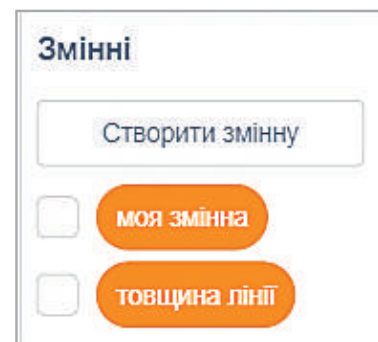 Змінні
Створити змінну
моя змінна
товщина лінії